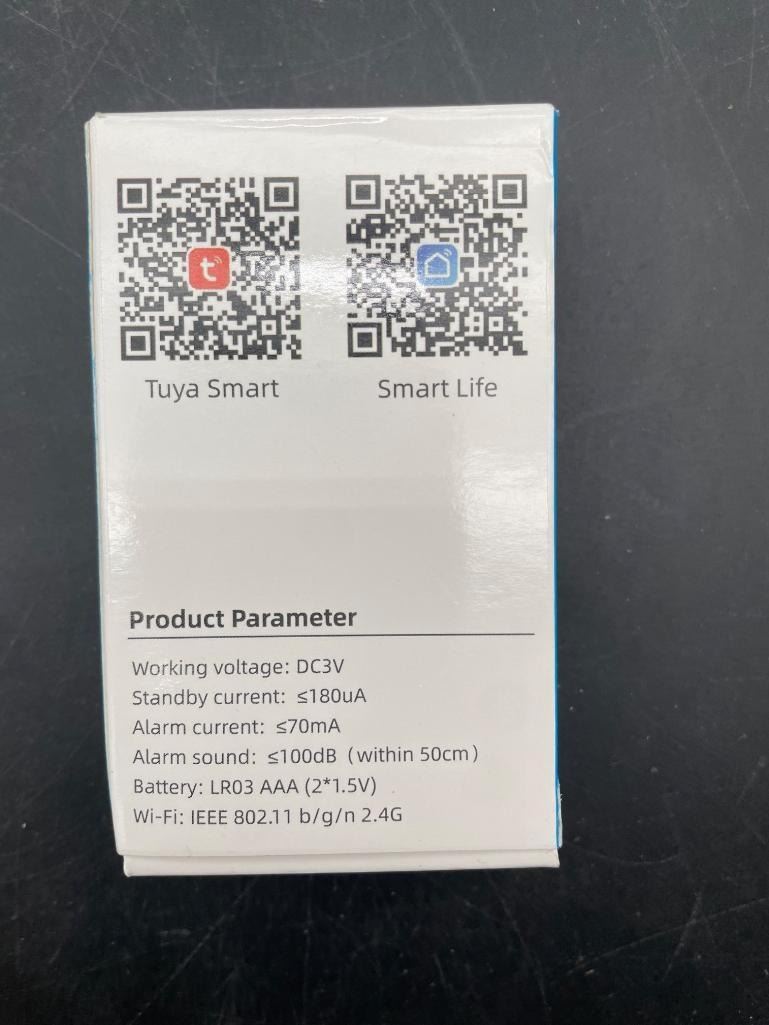 Tuya Smart
Smart Life
Product Parameter
Working voltage: DC3V
Standby current: ≤180uA
Alarm current: ≤70mA
Alarm sound: ≤100dB (within 50cm)
Battery: LR03 AAA (2*1.5V)
Wi-Fi: IEEE 802.11 b/g/n 2.4G